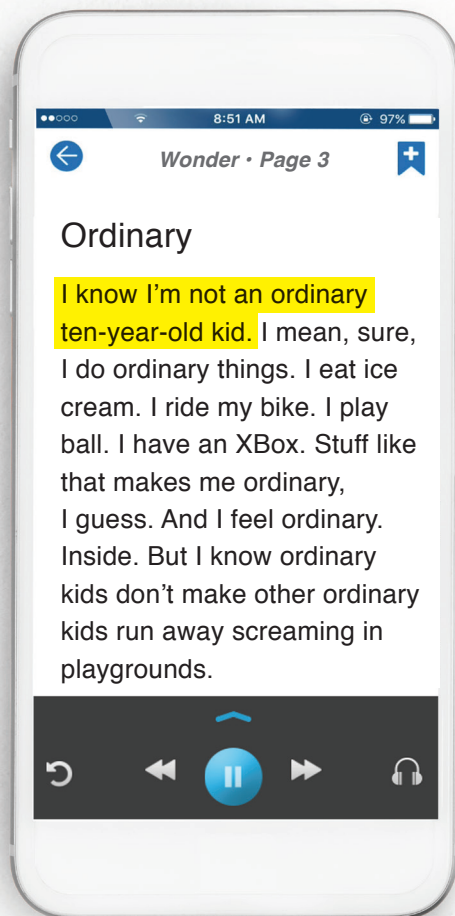 8:51 AM
97%
Wonder • Page 3
Ordinary
I know I'm not an ordinary
ten-year-old kid. I mean, sure,
I do ordinary things. I eat ice
cream. I ride my bike. I play
ball. I have an XBox. Stuff like
that makes me ordinary,
I guess. And I feel ordinary.
Inside. But I know ordinary
kids don't make other ordinary
kids run away screaming in
playgrounds.